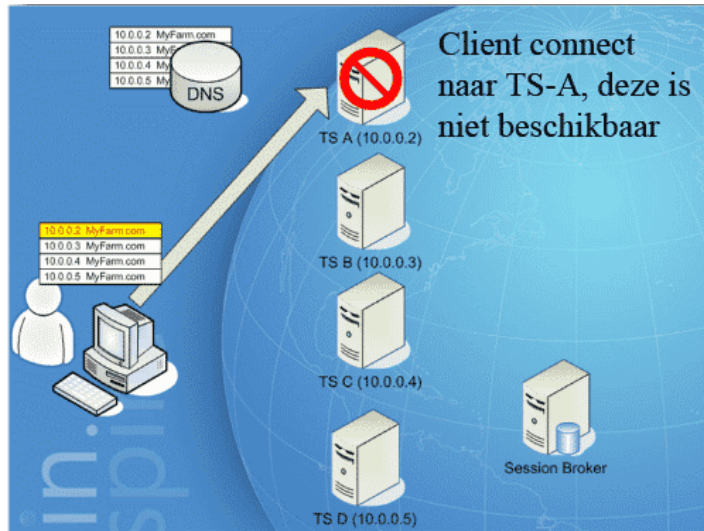 10.0.0.2 MyFarm.com
10.0.0.3 MyFarm
10.0.0.4 My
10.0.0.5 My
DNS
Client connect
naar TS-A, deze is
niet beschikbaar
TS A (10.0.0.2)
TS B (10.0.0.3)
10.0.0.2 MyFarm.com
10.0.0.3 MyFarm.com
10.0.0.4 MyFarm.com
10.0.0.5 MyFarm.com
TS C (10.0.0.4)
Session Broker
TS D (10.0.0.5)
in.
spi